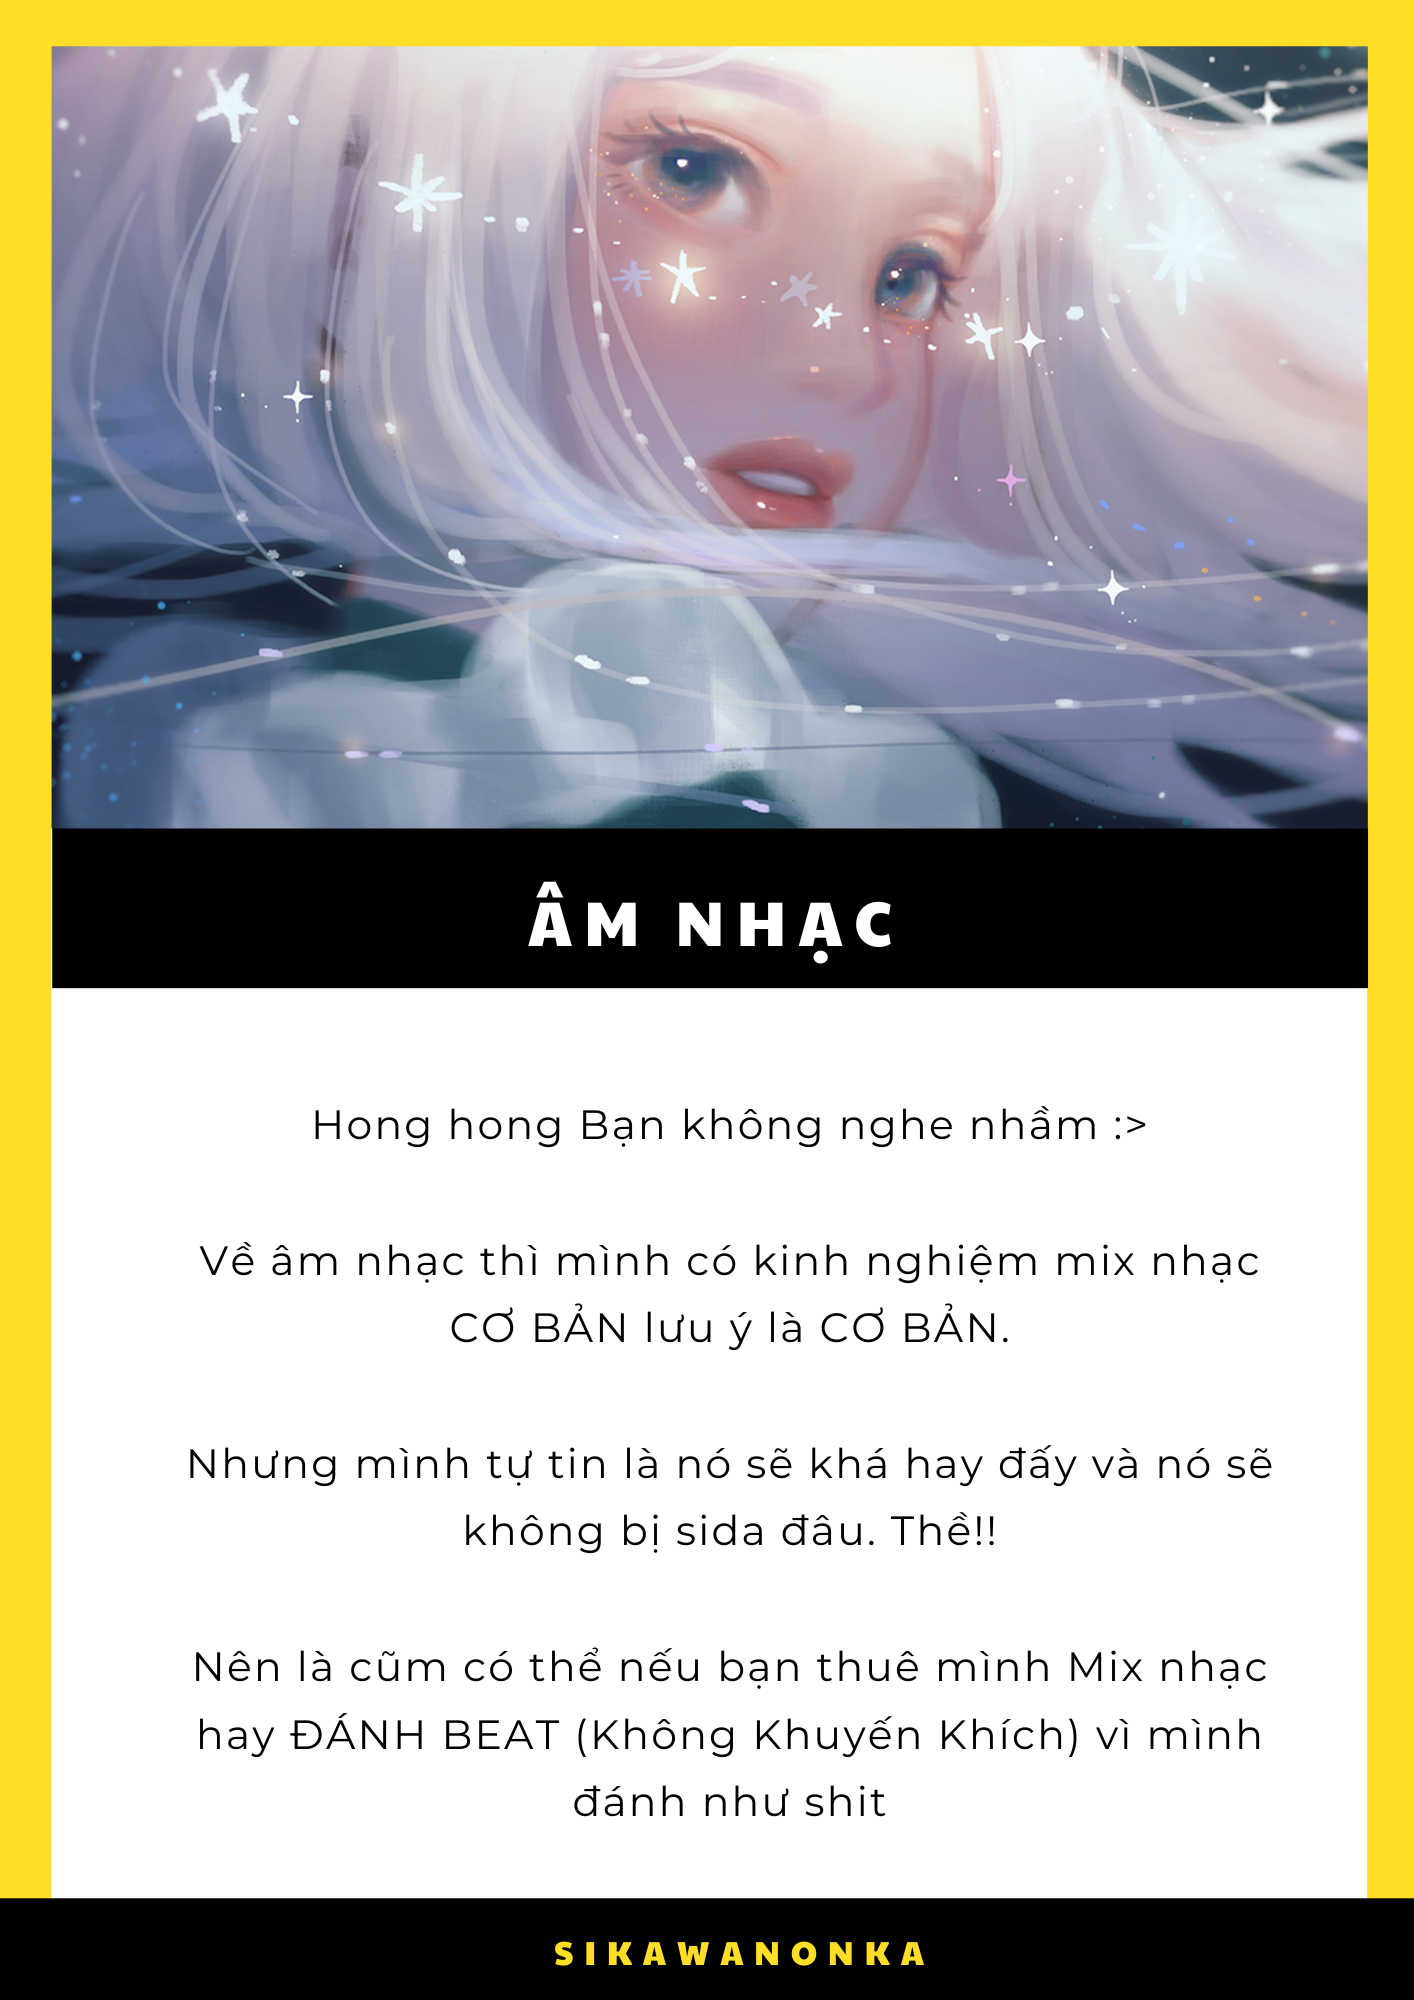 ÂM NHẠC
Hong hong Bạn không nghe nhầm :>
Về âm nhạc thì mình có kinh nghiệm mix nhạc
CƠ BẢN lưu ý là CƠ BẢN.
Nhưng mình tự tin là nó sẽ khá hay đấy và nó sẽ
không bị sida đâu. Thề!!
Nên là cũm có thể nếu bạn thuê mình Mix nhạc
hay ĐÁNH BEAT (Không Khuyến Khích) vì mình
đánh như shit
SIKAWANONKA